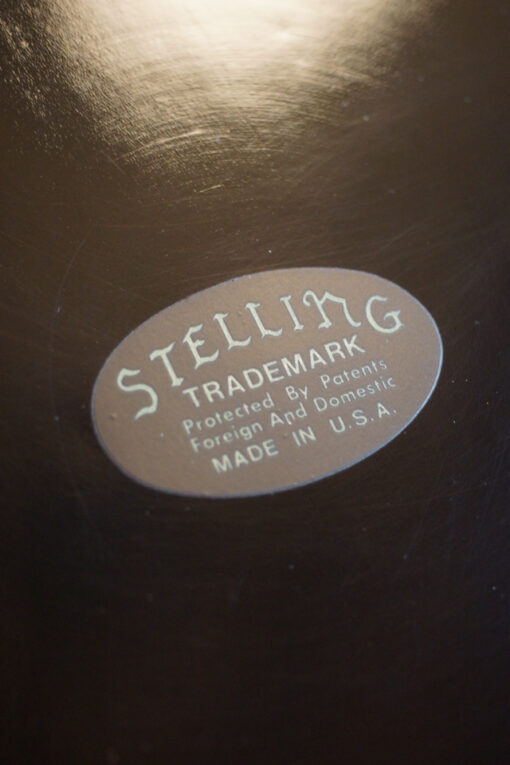 STELLING
TRADEMARK
Protected By Patents
Foreign And Domestic
MADE IN U.S.A.